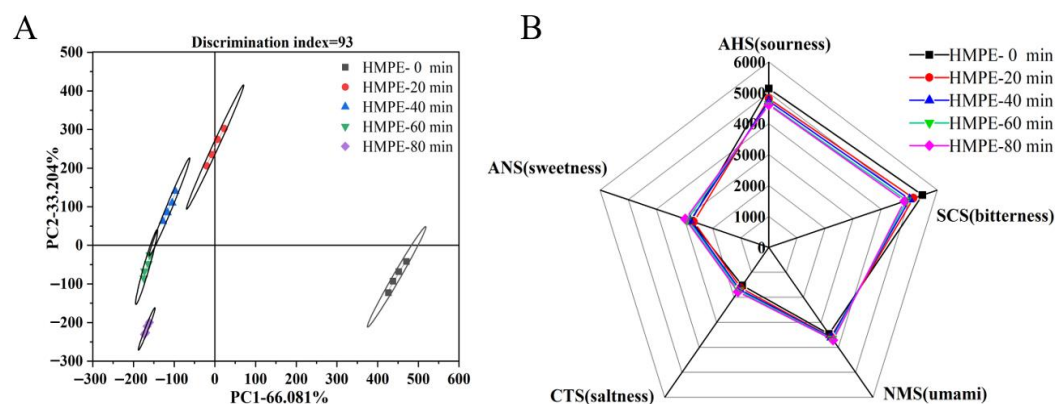 A
Discrimination index=93
500
400
300
200
100
0
−100
−200
−300
PC2-33.204%
−300 −200 −100 0 100 200 300 400 500 600
PC1-66.081%
HMPE- 0 min
HMPE-20 min
HMPE-40 min
HMPE-60 min
HMPE-80 min
B
AHS(sourness)
6000
5000
4000
3000
2000
1000
0
ANS(sweetness)
SCS(bitterness)
CTS(saltness)
NMS(umami)
HMPE- 0 min
HMPE-20 min
HMPE-40 min
HMPE-60 min
HMPE-80 min